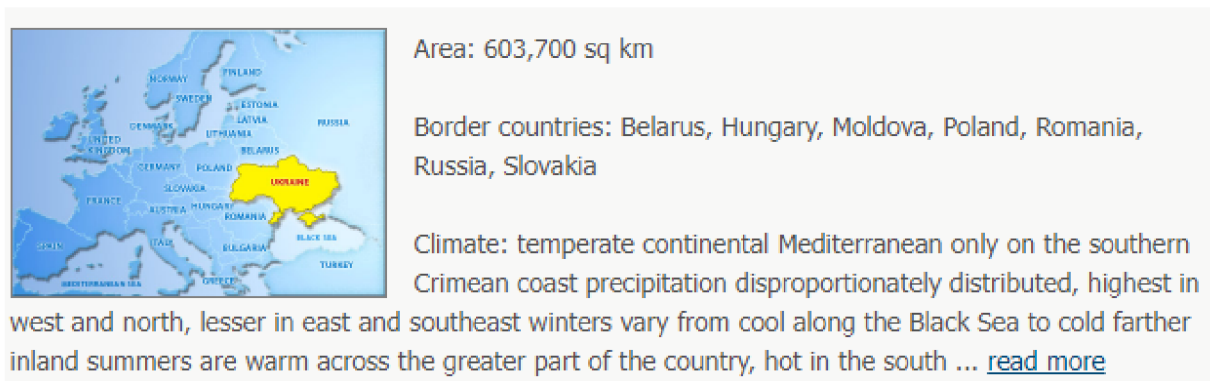 NORWAY
FINLAND
SWEDEN
ESTONIA
LATVIA
DENMARK
LITHUANIA
RUSSIA
UNITED
KINGDOM
BELARUS
GERMANY
POLAND
UKRAINE
SLOVAKIA
FRANCE
AUSTRIA
HUNGARY
ROMANIA
SPAIN
ITALY
BULGARIA
BLACK SEA
TURKEY
GREECE
MEDITERRANEAN SEA
Area: 603,700 sq km
Border countries: Belarus, Hungary, Moldova, Poland, Romania,
Russia, Slovakia
Climate: temperate continental Mediterranean only on the southern
Crimean coast precipitation disproportionately distributed, highest in
west and north, lesser in east and southeast winters vary from cool along the Black Sea to cold farther
inland summers are warm across the greater part of the country, hot in the south ... read more